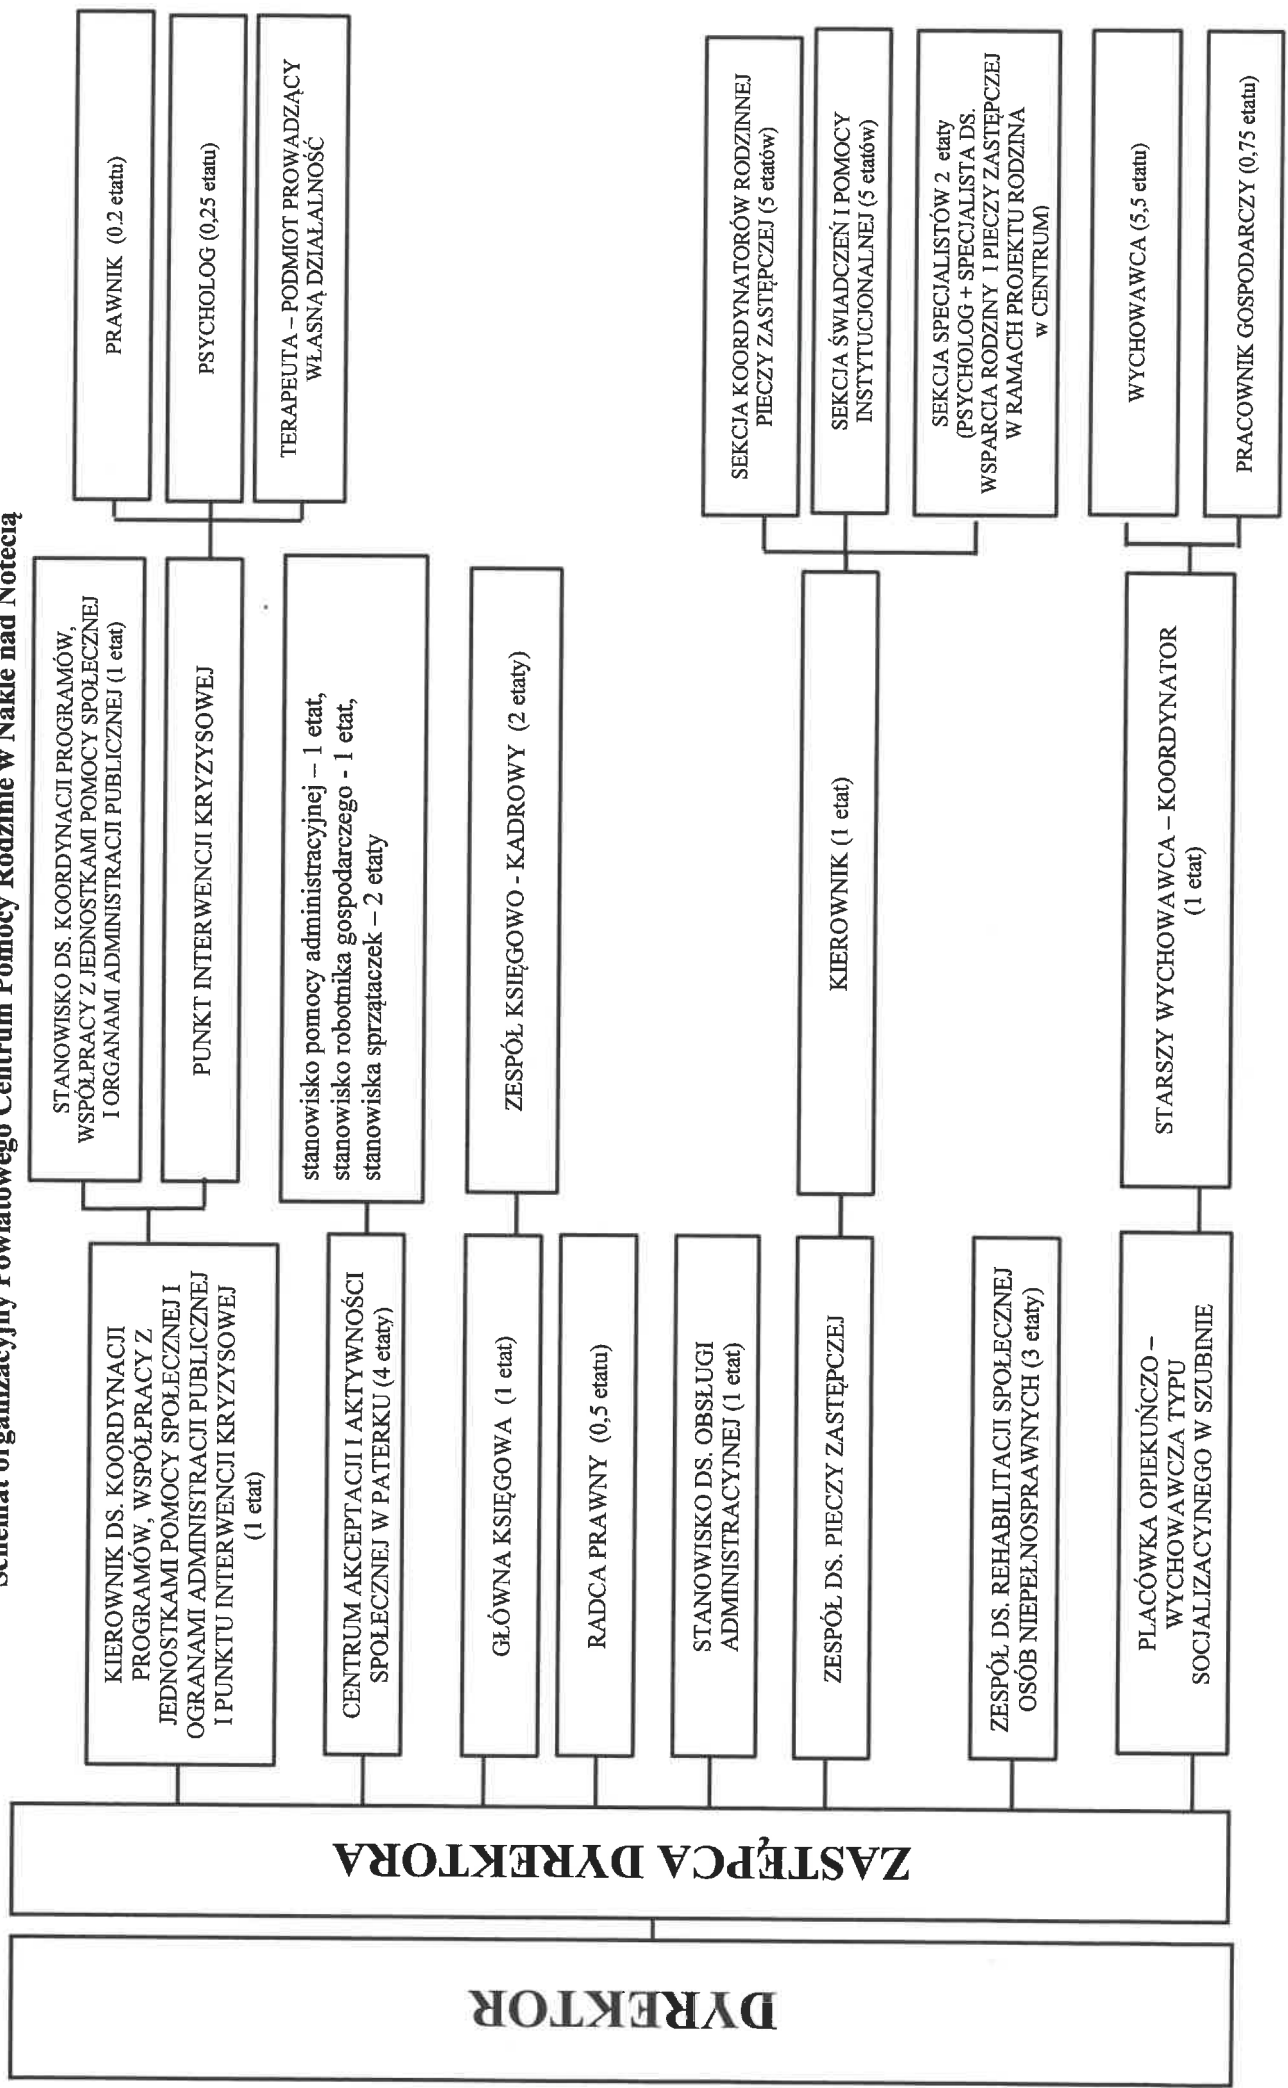 Schemat organizacyjny Powiatowego Centrum Pomocy Rodzinie w Nakle nad Notecią
DYREKTOR
ZASTĘPCA DYREKTORA
KIEROWNIK DS. KOORDYNACJI
PROGRAMÓW, WSPÓŁPRACY Z
JEDNOSTKAMI POMOCY SPOŁECZNEJ I
OGRANAMI ADMINISTRACJI PUBLICZNEJ
I PUNKTU INTERWENCJI KRYZYSOWEJ
(1 etat)
STANOWISKO DS. KOORDYNACJI PROGRAMÓW,
WSPÓŁPRACY Z JEDNOSTKAMI POMOCY SPOŁECZNEJ
I ORGANAMI ADMINISTRACJI PUBLICZNEJ (1 etat)
PUNKT INTERWENCJI KRYZYSOWEJ
PRAWNIK (0.2 etatu)
PSYCHOLOG (0,25 etatu)
TERAPEUTA – PODMIOT PROWADZĄCY
WŁASNĄ DZIAŁALNOŚĆ
CENTRUM AKCEPTACJI I AKTYWNOŚCI
SPOŁECZNEJ W PATERKU (4 etaty)
stanowisko pomocy administracyjnej – 1 etat,
stanowisko robotnika gospodarczego - 1 etat,
stanowiska sprzątaczek – 2 etaty
GŁÓWNA KSIĘGOWA (1 etat)
ZESPÓŁ KSIĘGOWO - KADROWY (2 etaty)
RADCA PRAWNY (0,5 etatu)
STANOWISKO DS. OBSŁUGI
ADMINISTRACYJNEJ (1 etat)
ZESPÓŁ DS. PIECZY ZASTĘPCZEJ
KIEROWNIK (1 etat)
SEKCJA KOORDYNATORÓW RODZINNEJ
PIECZY ZASTĘPCZEJ (5 etatów)
SEKCJA ŚWIADCZEŃ I POMOCY
INSTYTUCJONALNEJ (5 etatów)
SEKCJA SPECJALISTÓW 2 etaty
(PSYCHOLOG + SPECJALISTA DS.
WSPARCIA RODZINY I PIECZY ZASTĘPCZEJ
W RAMACH PROJEKTU RODZINA
w CENTRUM)
ZESPÓŁ DS. REHABILITACJI SPOŁECZNEJ
OSÓB NIEPEŁNOSPRAWNYCH (3 etaty)
PLACÓWKA OPIEKUŃCZO –
WYCHOWAWCZA TYPU
SOCJALIZACYJNEGO W SZUBINIE
STARSZY WYCHOWAWCA – KOORDYNATOR
(1 etat)
WYCHOWAWCA (5,5 etatu)
PRACOWNIK GOSPODARCZY (0,75 etatu)